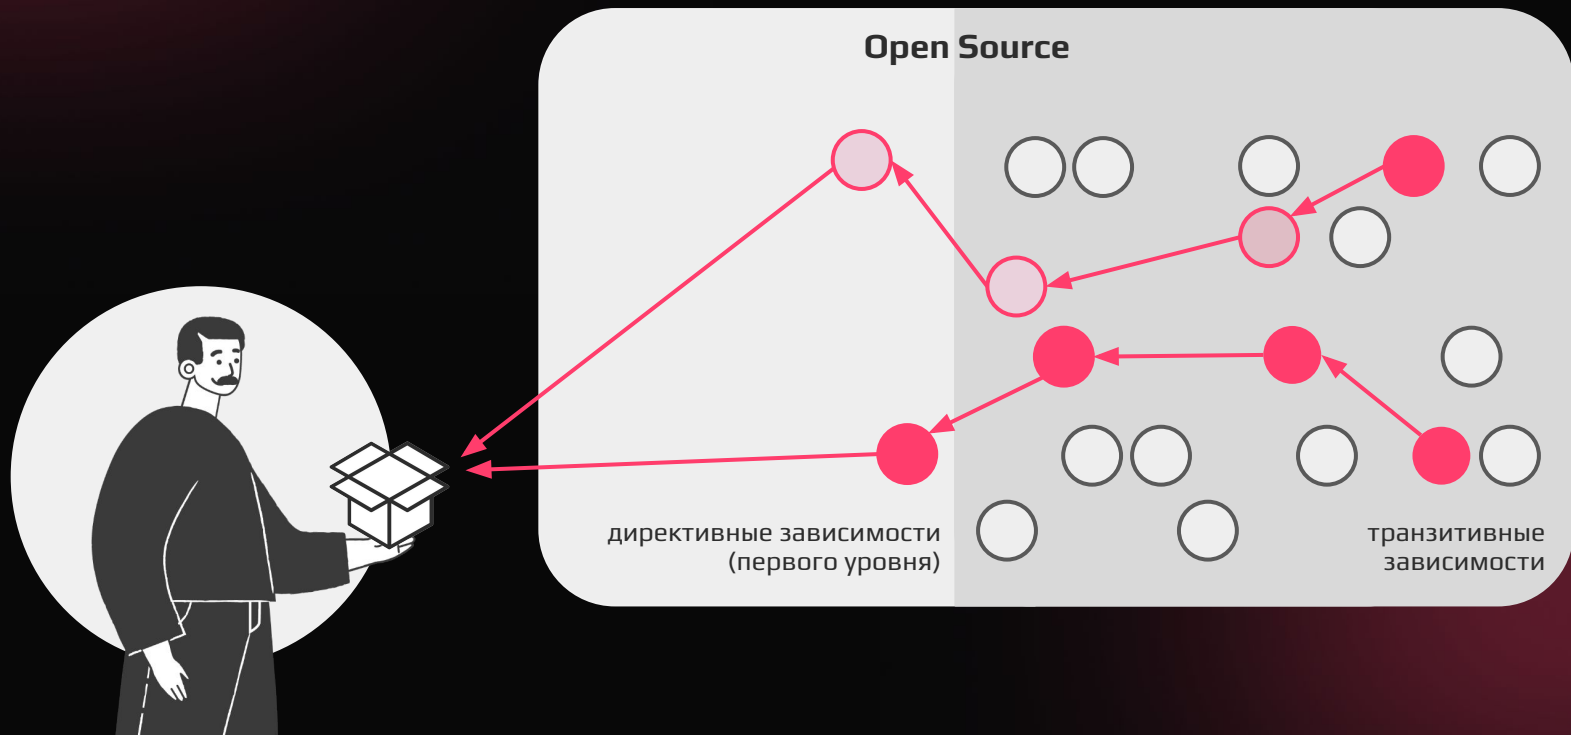 Open Source
директивные зависимости
(первого уровня)
транзитивные
зависимости